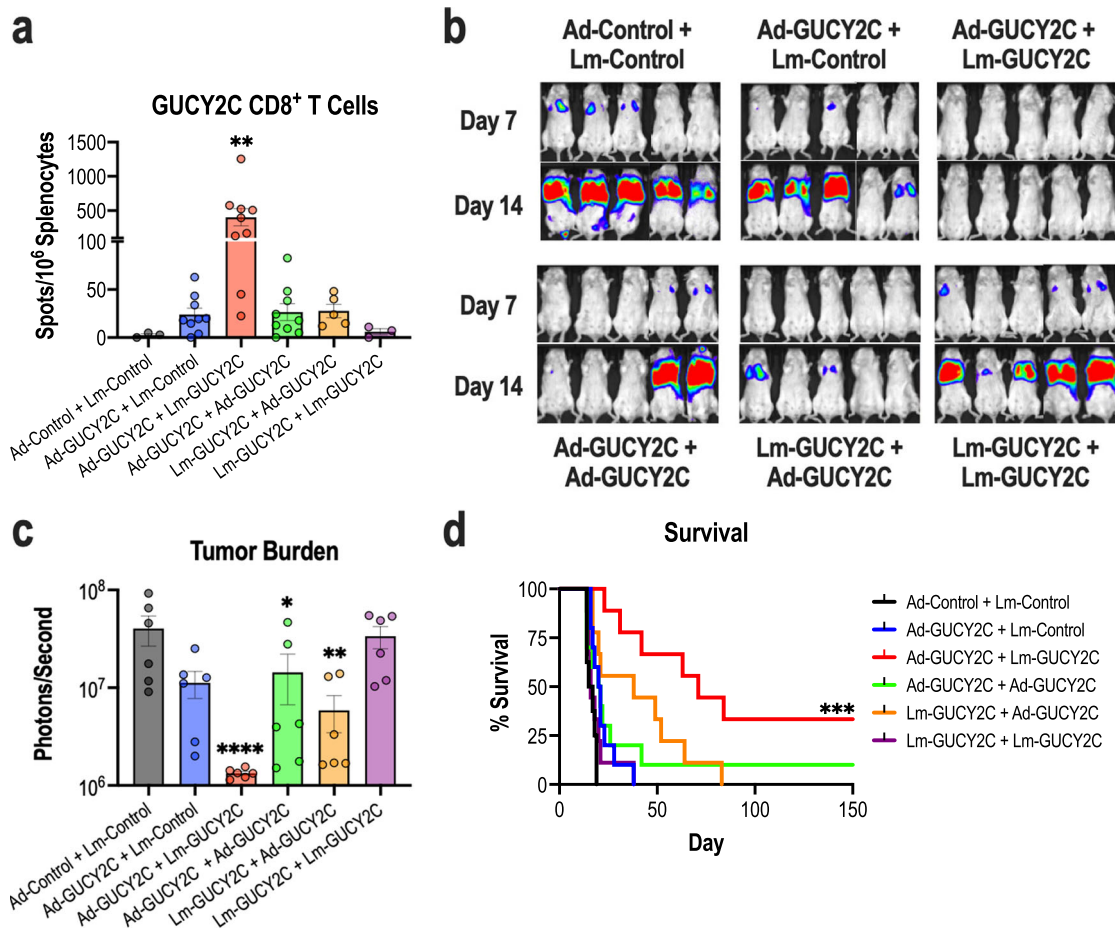 a
GUCY2C CD8+ T Cells
Spots/10^6 Splenocytes
1500
1000
500
100
50
0
**
Ad-Control + Lm-Control
Ad-GUCY2C + Lm-Control
Ad-GUCY2C + Lm-GUCY2C
Ad-GUCY2C + Ad-GUCY2C
Lm-GUCY2C + Ad-GUCY2C
Lm-GUCY2C + Lm-GUCY2C
b
Ad-Control +
Lm-Control
Ad-GUCY2C +
Lm-Control
Ad-GUCY2C +
Lm-GUCY2C
Day 7
Day 14
Day 7
Day 14
Ad-GUCY2C +
Ad-GUCY2C
Lm-GUCY2C +
Ad-GUCY2C
Lm-GUCY2C +
Lm-GUCY2C
c
Tumor Burden
Photons/Second
10^8
10^7
10^6
****
*
**
Ad-Control + Lm-Control
Ad-GUCY2C + Lm-Control
Ad-GUCY2C + Lm-GUCY2C
Ad-GUCY2C + Ad-GUCY2C
Lm-GUCY2C + Ad-GUCY2C
Lm-GUCY2C + Lm-GUCY2C
d
Survival
% Survival
100
75
50
25
0
0 50 100 150
Day
***
Ad-Control + Lm-Control
Ad-GUCY2C + Lm-Control
Ad-GUCY2C + Lm-GUCY2C
Ad-GUCY2C + Ad-GUCY2C
Lm-GUCY2C + Ad-GUCY2C
Lm-GUCY2C + Lm-GUCY2C